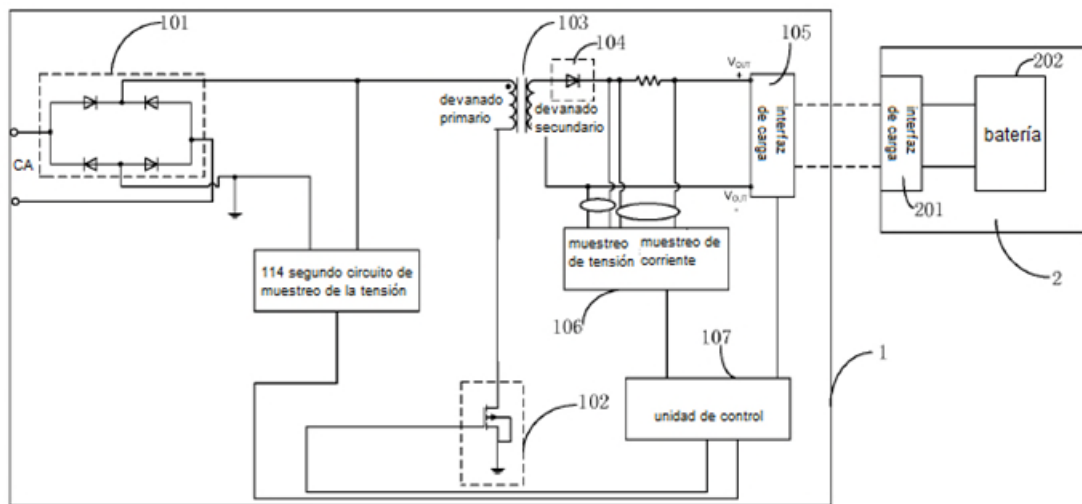 101
103
104
105
V_OUT
+
devanado
primario
devanado
secundario
interfaz
de carga
interfaz
de carga
202
batería
CA
201
V_OUT
-
muestreo
de tensión
muestreo de
corriente
114 segundo circuito de
muestreo de la tensión
2
106
107
1
unidad de control
102